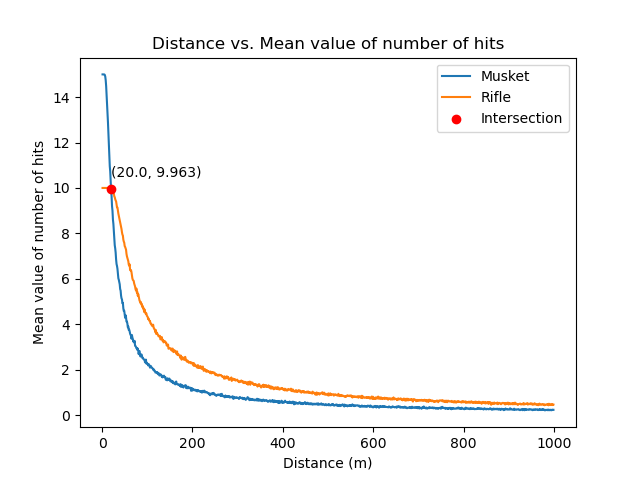 Distance vs. Mean value of number of hits
Musket
Rifle
Intersection
(20.0, 9.963)
Mean value of number of hits
14
12
10
8
6
4
2
0
0 200 400 600 800 1000
Distance (m)